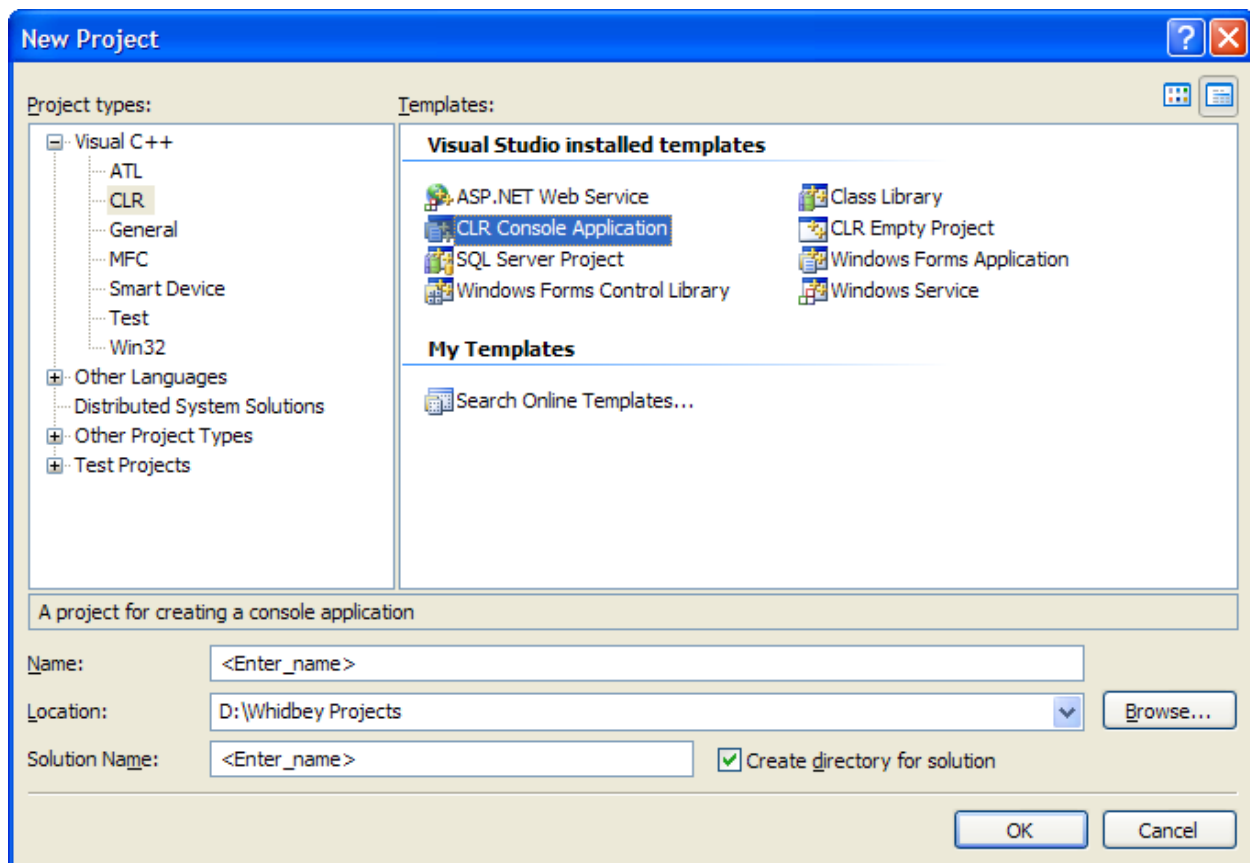 New Project
Project types:
Templates:
Visual C++
ATL
CLR
General
MFC
Smart Device
Test
Win32
Other Languages
Distributed System Solutions
Other Project Types
Test Projects
Visual Studio installed templates
ASP.NET Web Service
Class Library
CLR Console Application
CLR Empty Project
SQL Server Project
Windows Forms Application
Windows Forms Control Library
Windows Service
My Templates
Search Online Templates...
A project for creating a console application
Name:
<Enter_name>
Location:
D:\Whidbey Projects
Browse...
Solution Name:
<Enter_name>
Create directory for solution
OK
Cancel